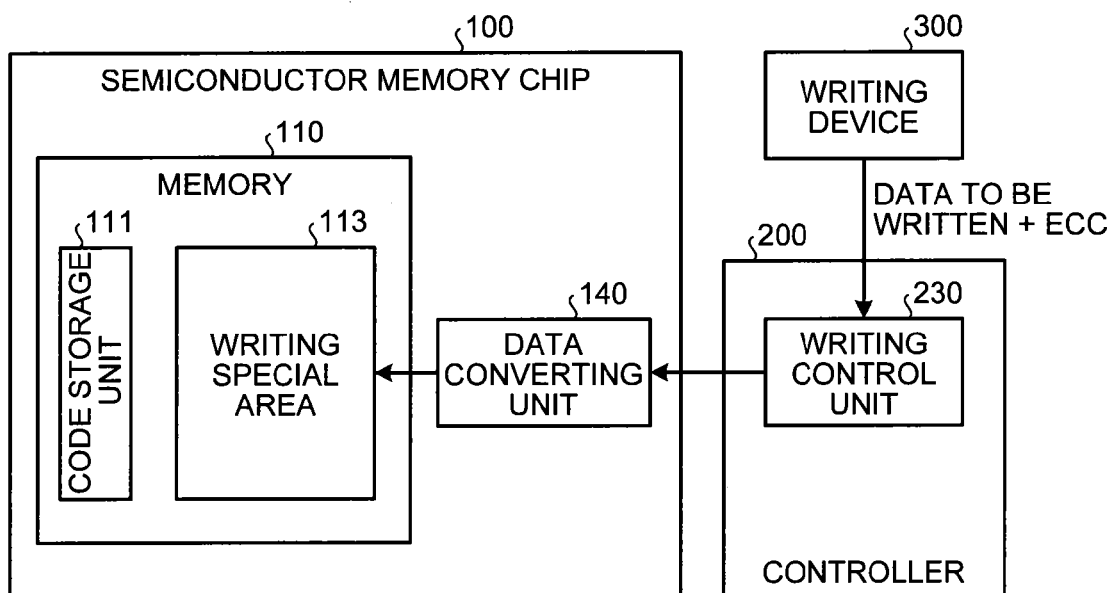 100
SEMICONDUCTOR MEMORY CHIP
110
MEMORY
111
CODE STORAGE
UNIT
113
WRITING
SPECIAL
AREA
140
DATA
CONVERTING
UNIT
300
WRITING
DEVICE
DATA TO BE
WRITTEN + ECC
200
230
WRITING
CONTROL
UNIT
CONTROLLER